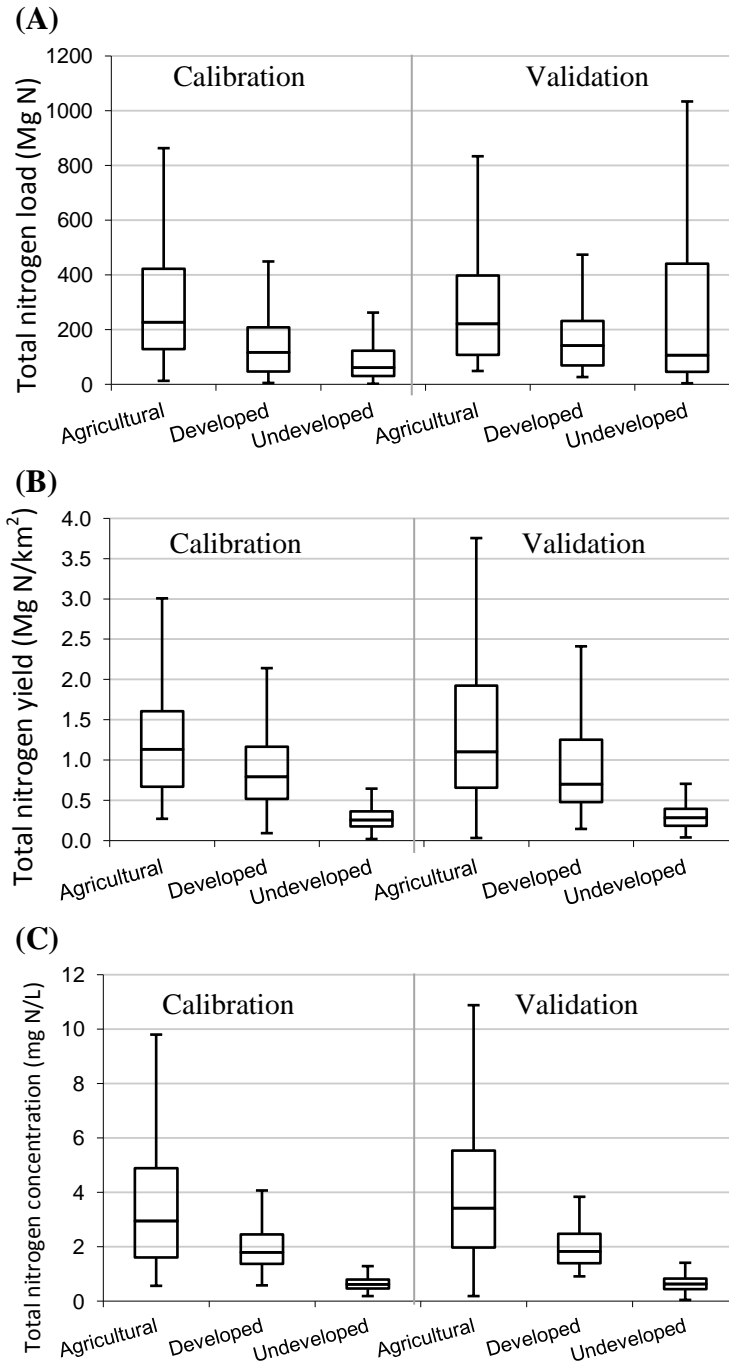 (A)
Total nitrogen load (Mg N)
1200
1000
800
600
400
200
0
Calibration Validation
Agricultural Developed Undeveloped Agricultural Developed Undeveloped
(B)
Total nitrogen yield (Mg N/km²)
4.0
3.5
3.0
2.5
2.0
1.5
1.0
0.5
0.0
Calibration Validation
Agricultural Developed Undeveloped Agricultural Developed Undeveloped
(C)
Total nitrogen concentration (mg N/L)
12
10
8
6
4
2
0
Calibration Validation
Agricultural Developed Undeveloped Agricultural Developed Undeveloped